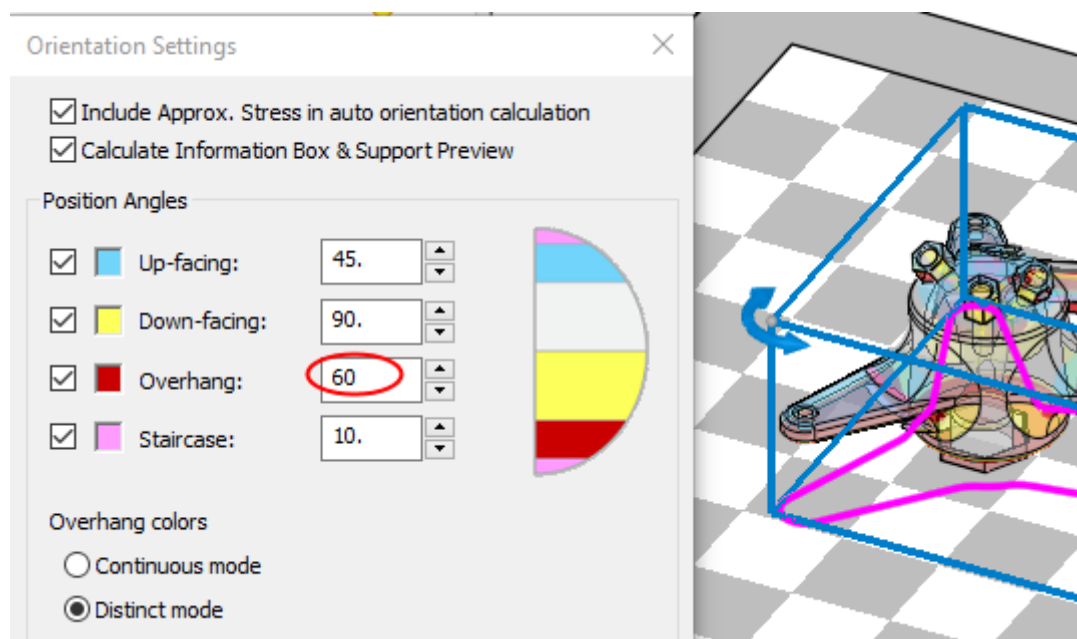 Orientation Settings
Include Approx. Stress in auto orientation calculation
Calculate Information Box & Support Preview
Position Angles
Up-facing: 45.
Down-facing: 90.
Overhang: 60
Staircase: 10.
Overhang colors
Continuous mode
Distinct mode